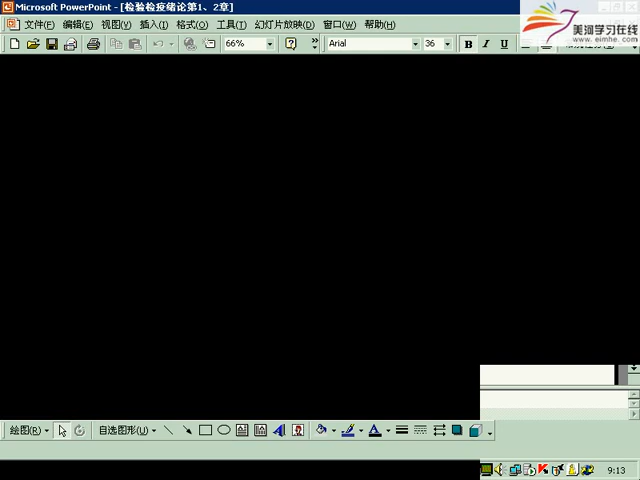 Microsoft PowerPoint - [检验检疫绪论第1、2章]
美河学习在线
www.eimhe.com
文件(F) 编辑(E) 视图(V) 插入(I) 格式(O) 工具(T) 幻灯片放映(D) 窗口(W) 帮助(H)
66% Arial 36 B I U
绘图(R) 自选图形(U)
9:13